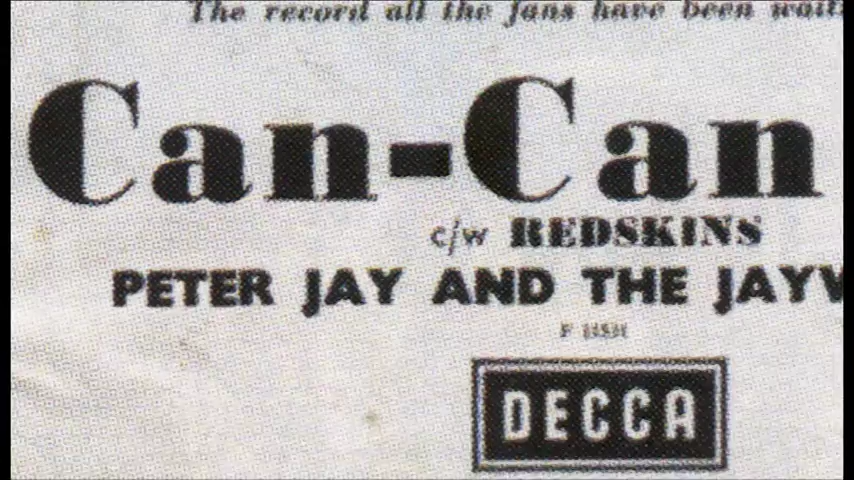 The record all the fans have been wait
Can-Can
c/w REDSKINS
PETER JAY AND THE JAYW
DECCA